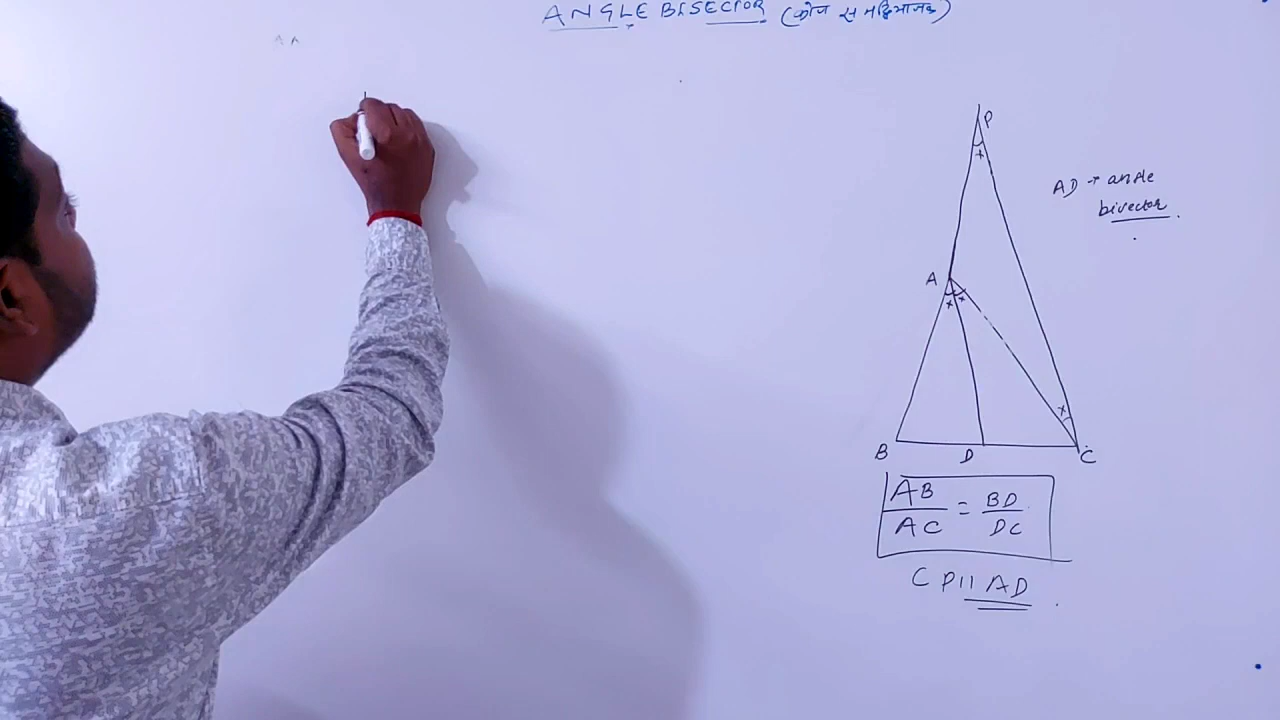 ANGLE BISECTOR (कोण समद्विभाजक)
P
x
AD → angle
bisector.
A
x x
x
B D C
AB/AC = BD/DC
CP || AD